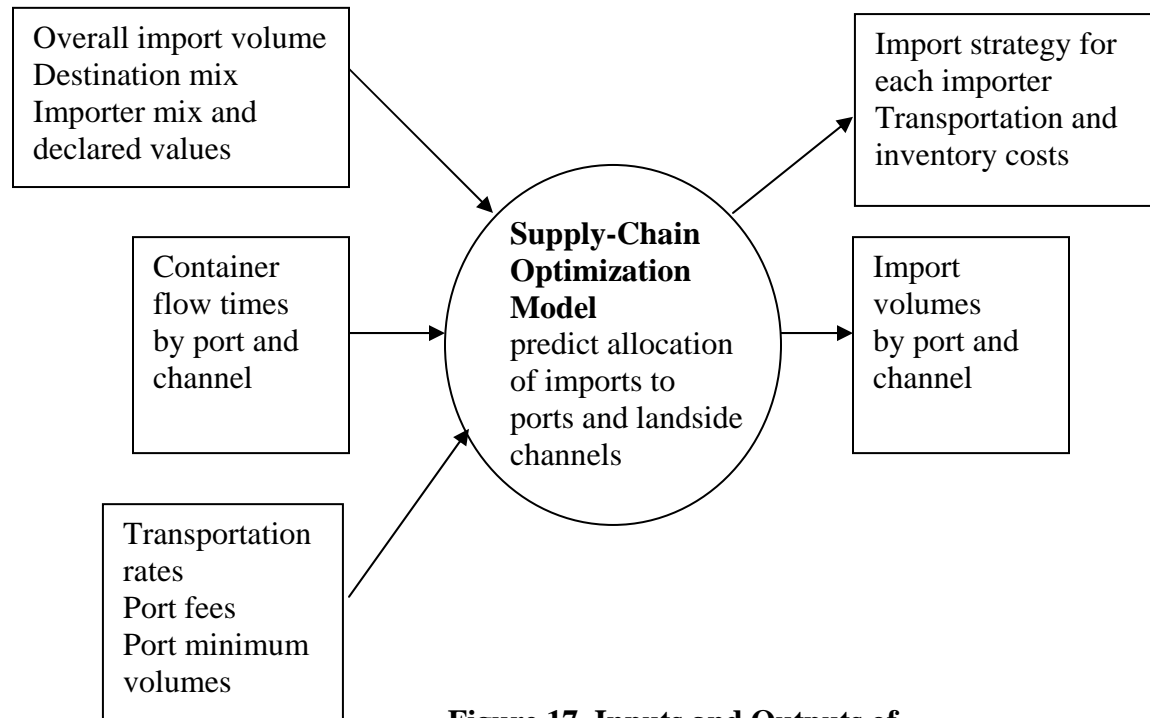 Overall import volume
Destination mix
Importer mix and
declared values
Container
flow times
by port and
channel
Transportation
rates
Port fees
Port minimum
volumes
Supply-Chain
Optimization
Model
predict allocation
of imports to
ports and landside
channels
Import strategy for
each importer
Transportation and
inventory costs
Import
volumes
by port and
channel
Figure 17. Inputs and Outputs of